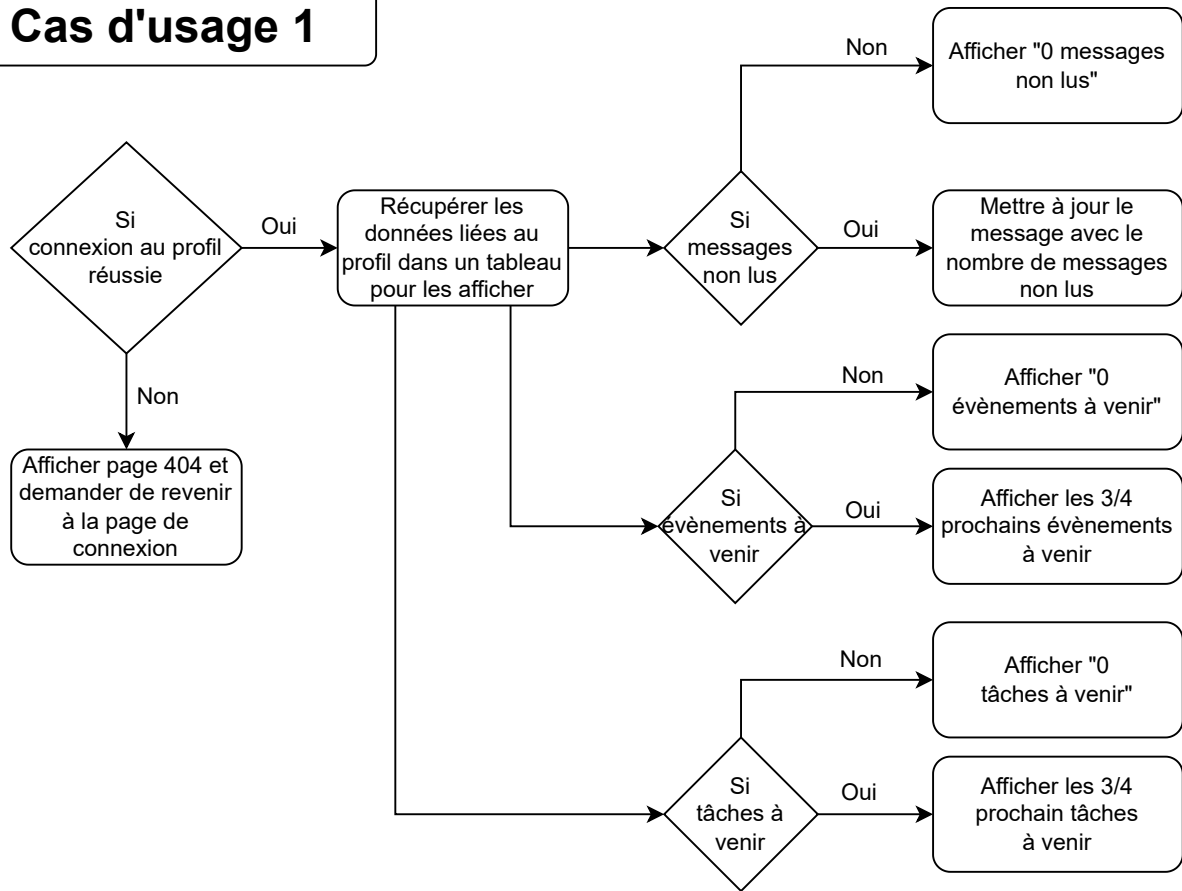 Cas d'usage 1
Non
Afficher "0 messages
non lus"
Si
connexion au profil
réussie
Oui
Récupérer les
données liées au
profil dans un tableau
pour les afficher
Si
messages
non lus
Oui
Mettre à jour le
message avec le
nombre de messages
non lus
Non
Afficher page 404 et
demander de revenir
à la page de
connexion
Non
Afficher "0
évènements à venir"
Si
évènements à
venir
Oui
Afficher les 3/4
prochains évènements
à venir
Non
Afficher "0
tâches à venir"
Si
tâches à
venir
Oui
Afficher les 3/4
prochain tâches
à venir